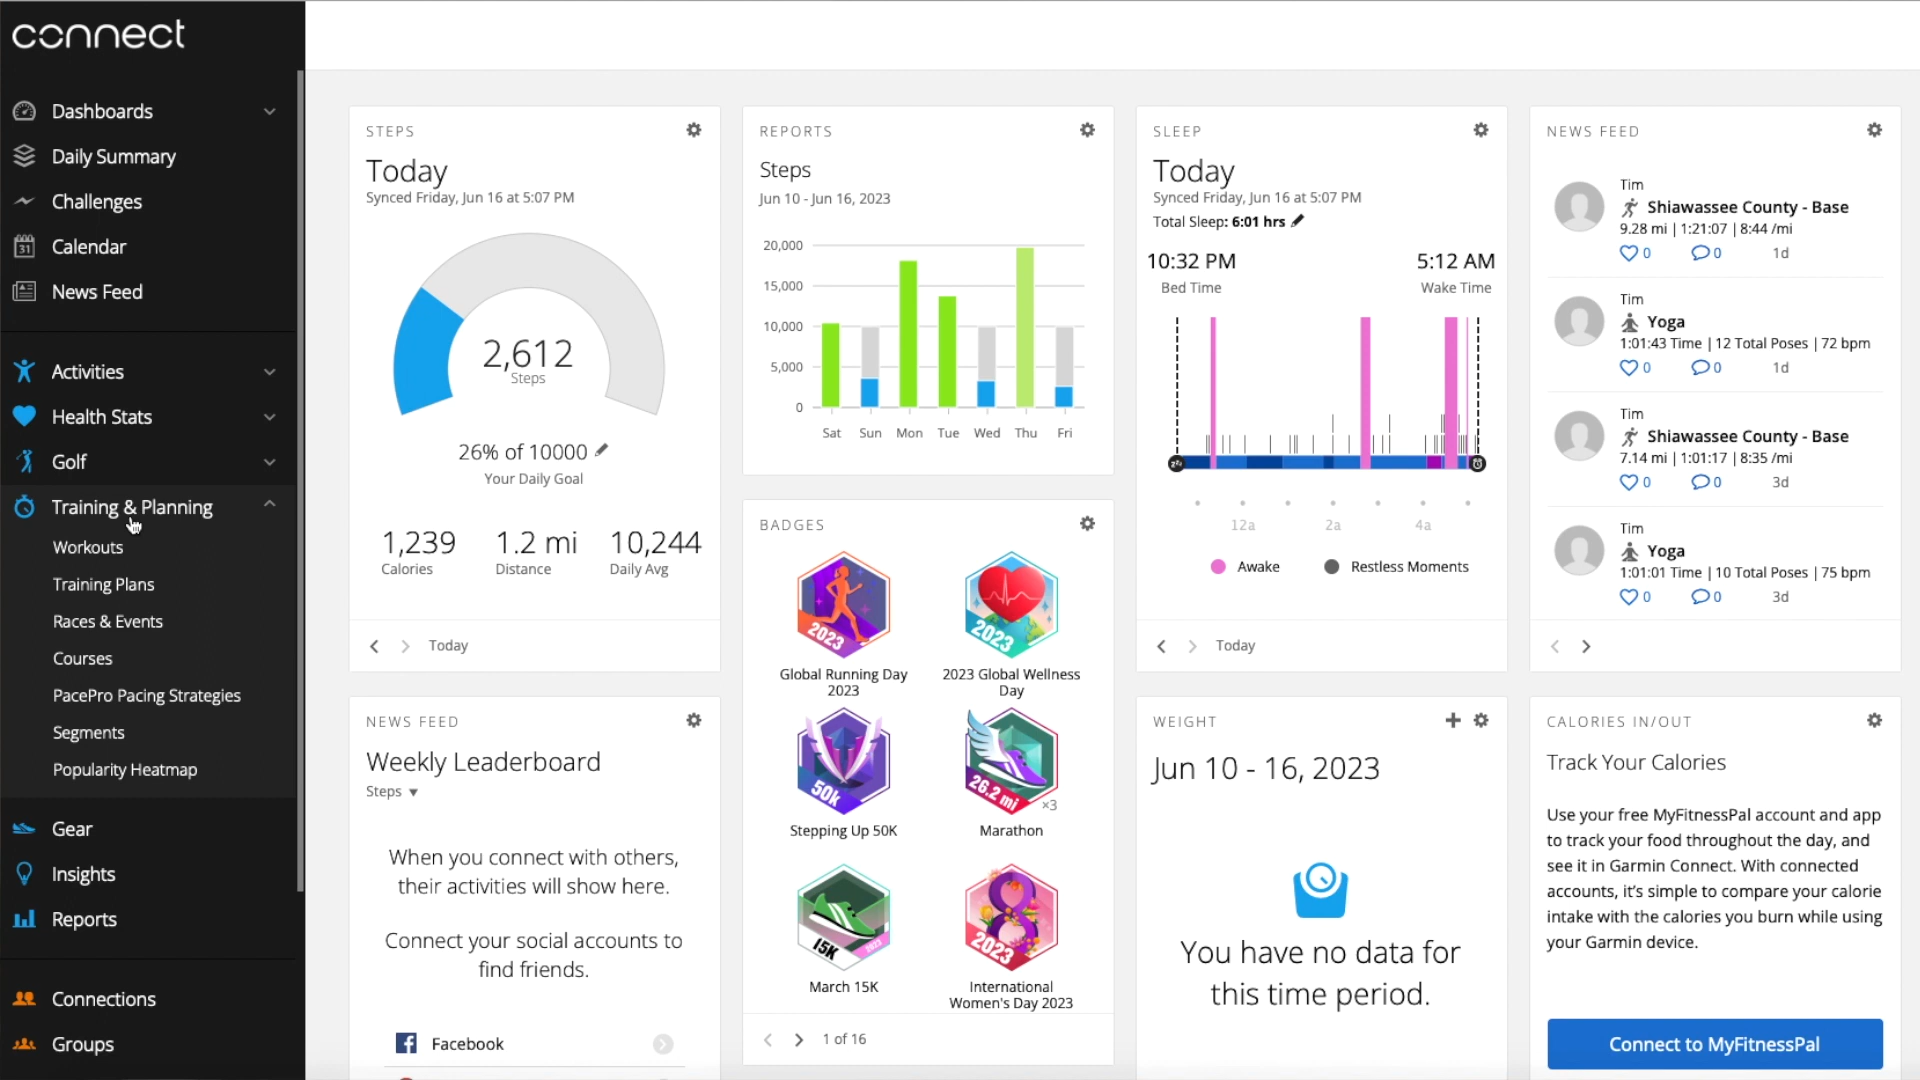 connect
Dashboards
Daily Summary
Challenges
31
Calendar
News Feed
Activities
Health Stats
Golf
Training & Planning
Workouts
Training Plans
Races & Events
Courses
PacePro Pacing Strategies
Segments
Popularity Heatmap
Gear
Insights
Reports
Connections
Groups
STEPS
Today
Synced Friday, Jun 16 at 5:07 PM
2,612
Steps
26% of 10000
Your Daily Goal
1,239 1.2 mi 10,244
Calories Distance Daily Avg
Today
NEWS FEED
Weekly Leaderboard
Steps
When you connect with others,
their activities will show here.
Connect your social accounts to
find friends.
Facebook
REPORTS
Steps
Jun 10 - Jun 16, 2023
20,000
15,000
10,000
5,000
0
Sat Sun Mon Tue Wed Thu Fri
BADGES
2023 2023
Global Running Day
2023
2023 Global Wellness
Day
50k 26.2 mi ×3
Stepping Up 50K Marathon
15K 2023 2023
March 15K
International
Women's Day 2023
1 of 16
SLEEP
Today
Synced Friday, Jun 16 at 5:07 PM
Total Sleep: 6:01 hrs
10:32 PM 5:12 AM
Bed Time Wake Time
12a 2a 4a
Awake Restless Moments
Today
WEIGHT
Jun 10 - 16, 2023
You have no data for
this time period.
NEWS FEED
Tim
Shiawassee County - Base
9.28 mi | 1:21:07 | 8:44 /mi
0 0 1d
Tim
Yoga
1:01:43 Time | 12 Total Poses | 72 bpm
0 0 1d
Tim
Shiawassee County - Base
7.14 mi | 1:01:17 | 8:35 /mi
0 0 3d
Tim
Yoga
1:01:01 Time | 10 Total Poses | 75 bpm
0 0 3d
CALORIES IN/OUT
Track Your Calories
Use your free MyFitnessPal account and app
to track your food throughout the day, and
see it in Garmin Connect. With connected
accounts, it's simple to compare your calorie
intake with the calories you burn while using
your Garmin device.
Connect to MyFitnessPal